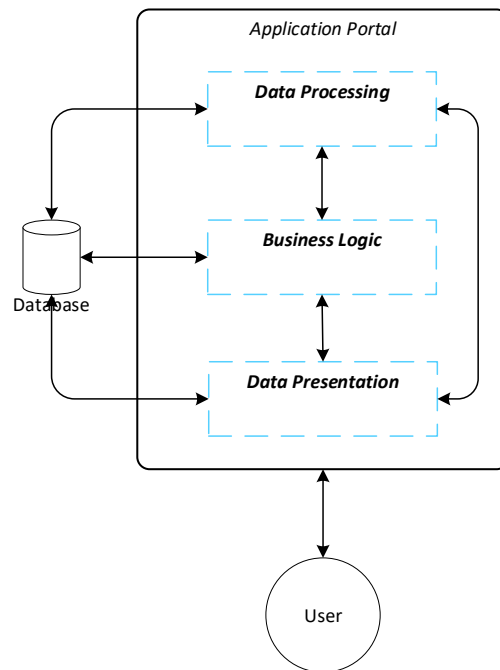 Application Portal
Data Processing
Business Logic
Database
Data Presentation
User